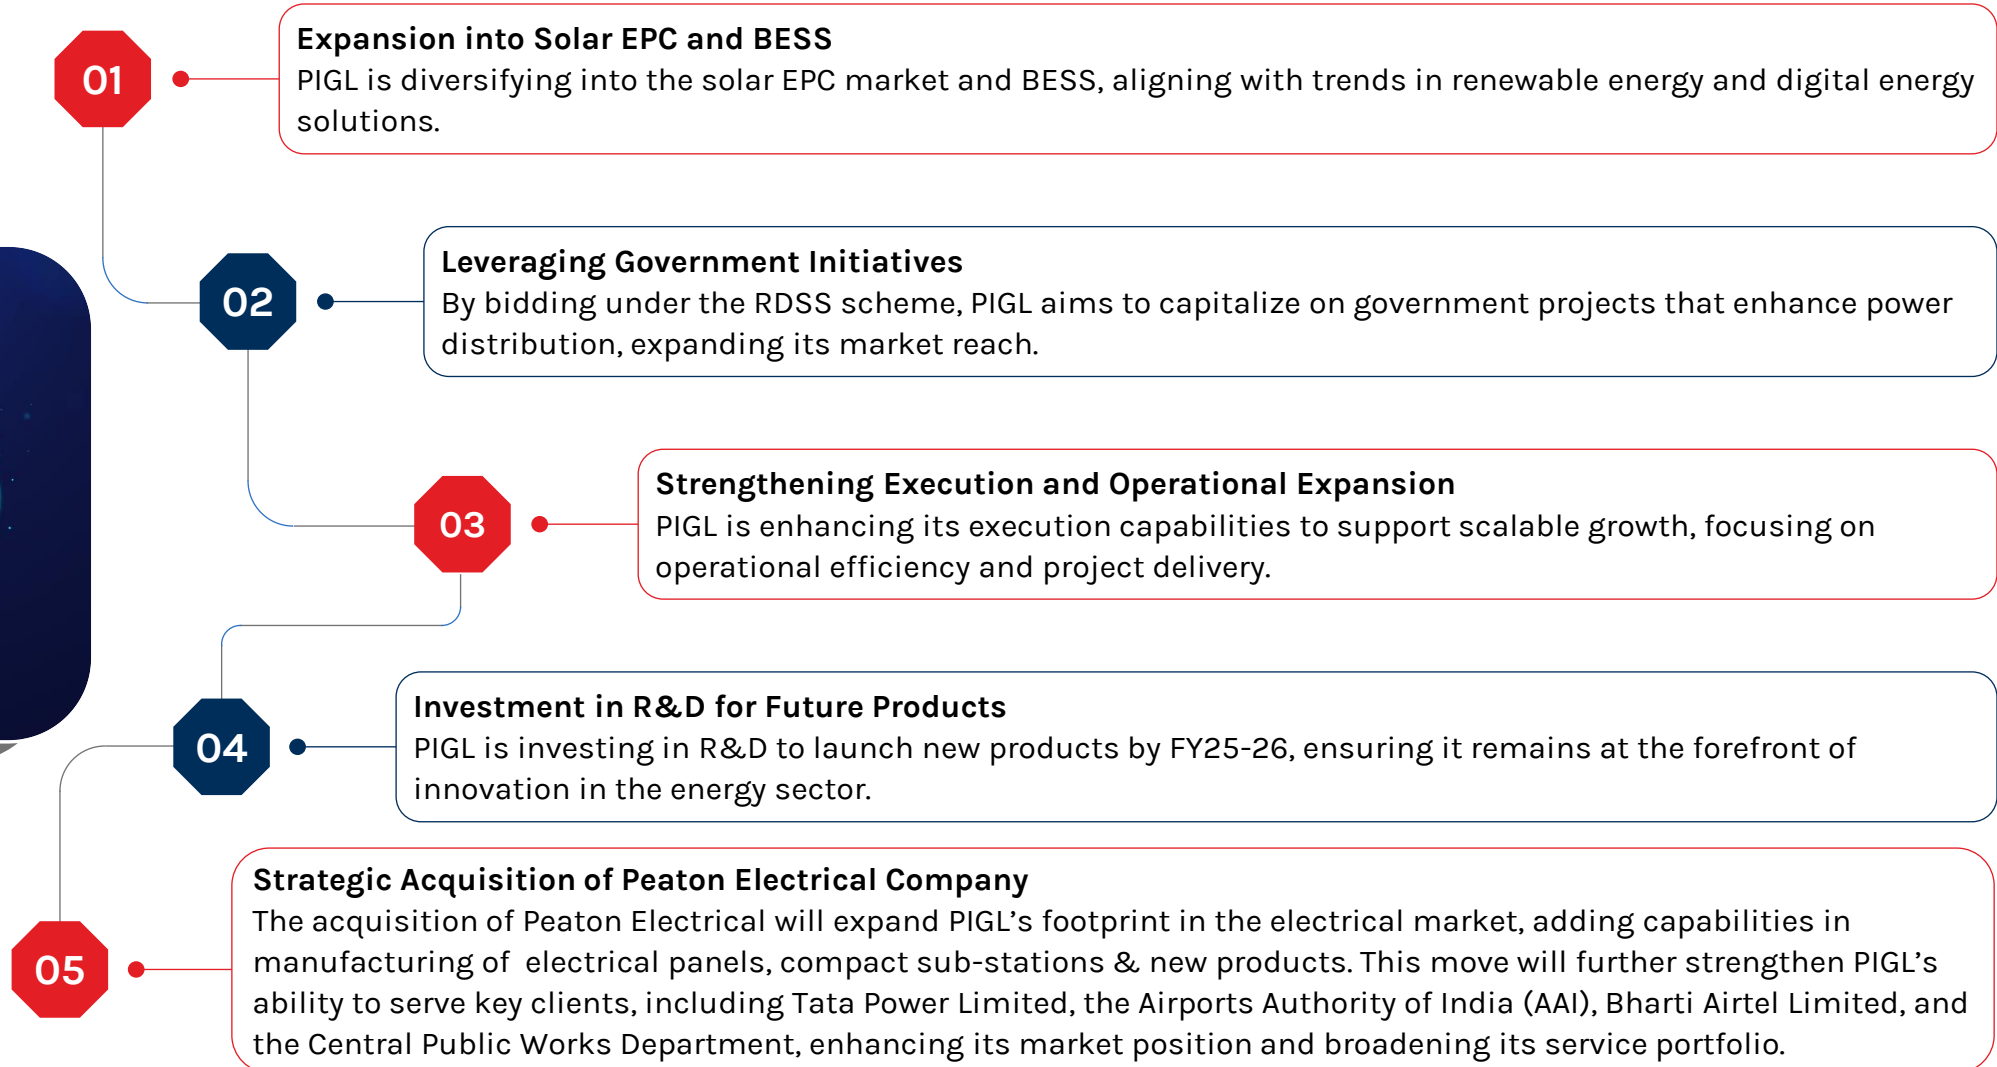 01
Expansion into Solar EPC and BESS
PIGL is diversifying into the solar EPC market and BESS, aligning with trends in renewable energy and digital energy
solutions.
02
Leveraging Government Initiatives
By bidding under the RDSS scheme, PIGL aims to capitalize on government projects that enhance power
distribution, expanding its market reach.
03
Strengthening Execution and Operational Expansion
PIGL is enhancing its execution capabilities to support scalable growth, focusing on
operational efficiency and project delivery.
04
Investment in R&D for Future Products
PIGL is investing in R&D to launch new products by FY25-26, ensuring it remains at the forefront of
innovation in the energy sector.
05
Strategic Acquisition of Peaton Electrical Company
The acquisition of Peaton Electrical will expand PIGL’s footprint in the electrical market, adding capabilities in
manufacturing of electrical panels, compact sub-stations & new products. This move will further strengthen PIGL’s
ability to serve key clients, including Tata Power Limited, the Airports Authority of India (AAI), Bharti Airtel Limited, and
the Central Public Works Department, enhancing its market position and broadening its service portfolio.